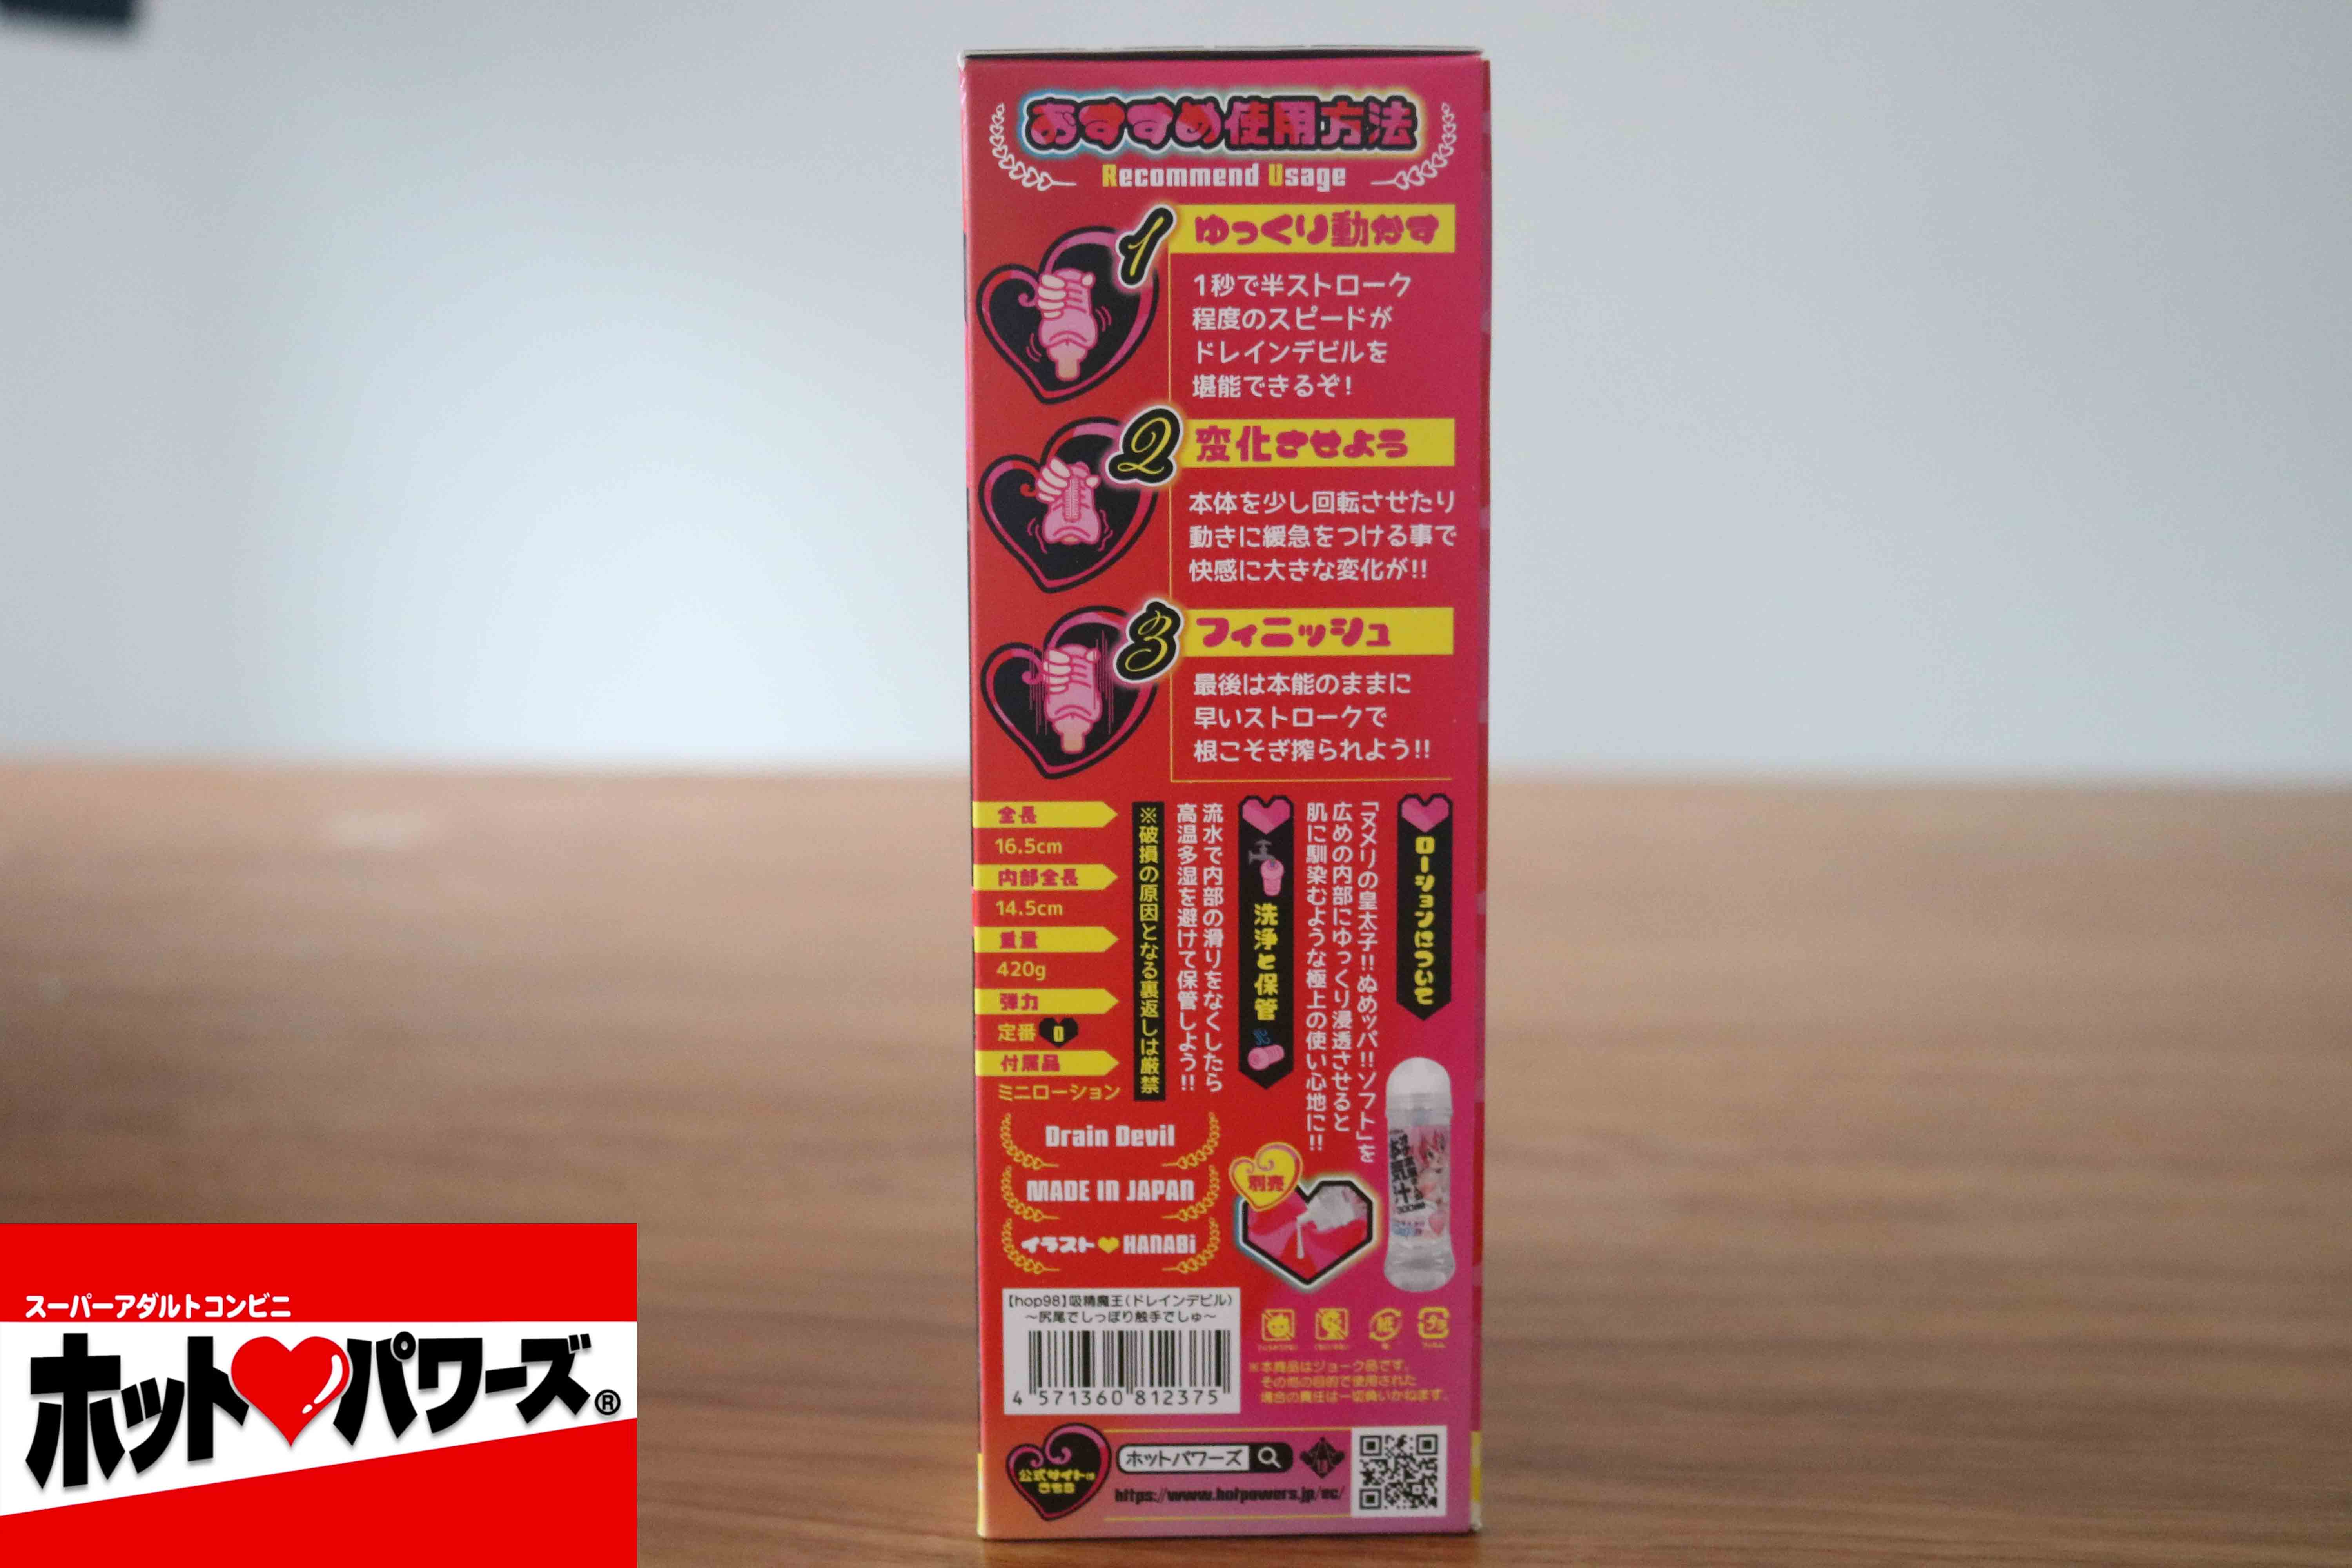 おすすめ使用方法
Recommend Usage
1
ゆっくり動かす
1秒で半ストローク
程度のスピードが
ドレインデビルを
堪能できるぞ!
2
変化させよう
本体を少し回転させたり
動きに緩急をつける事で
快感に大きな変化が!!
3
フィニッシュ
最後は本能のままに
早いストロークで
根こそぎ搾られよう!!
ローションについて
「ヌメリの皇太子!!ぬめッパ!!ソフト」を
広めの内部にゆっくり浸透させると
肌に馴染むような極上の使い心地に!!
別売
洗浄と保管
流水で内部の滑りをなくしたら
高温多湿を避けて保管しよう!!
※破損の原因となる裏返しは厳禁
全長
16.5cm
内部全長
14.5cm
重量
420g
弾力
定番 0
付属品
ミニローション
Drain Devil
MADE IN JAPAN
イラスト♥HANABi
【hop98】吸精魔王(ドレインデビル)
~尻尾でしっぽり触手でしゅ~
4 571360 812375
紙
プラ
※本商品はジョーク品です。
その他の目的で使用された
場合の責任は一切負いかねます。
公式サイトは
こちら
ホットパワーズ
https://www.hotpowers.jp/ec/
スーパーアダルトコンビニ
ホット♥パワーズ®